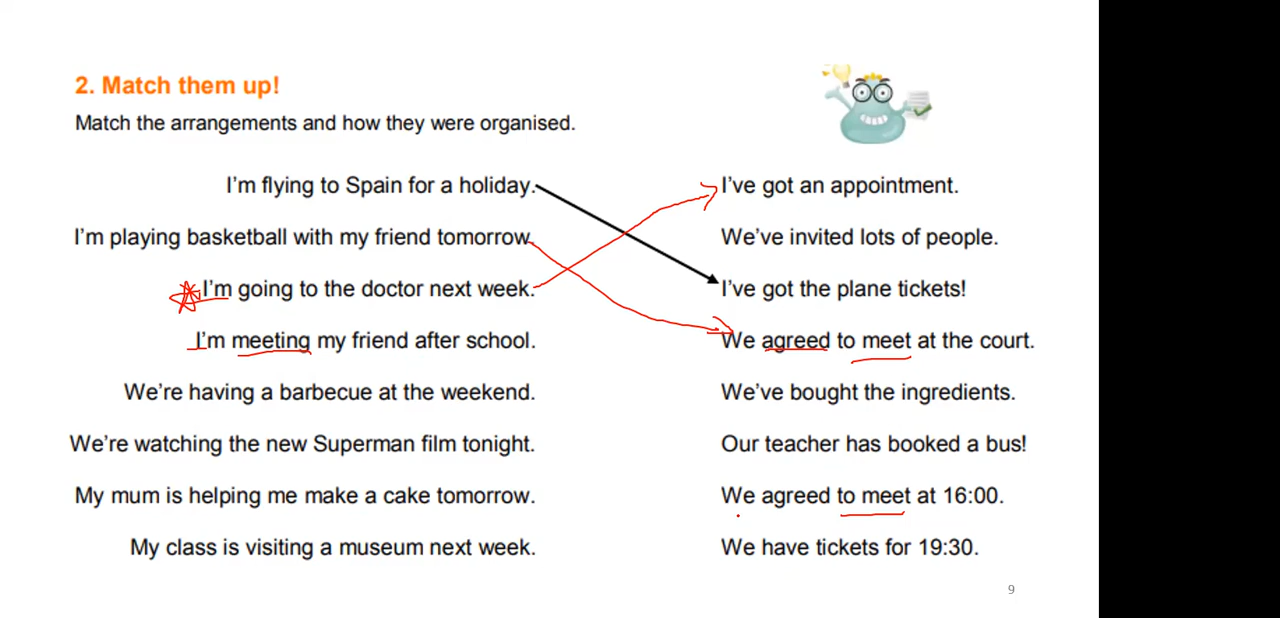 2. Match them up!
Match the arrangements and how they were organised.
I'm flying to Spain for a holiday.
I've got an appointment.
I'm playing basketball with my friend tomorrow.
We've invited lots of people.
I'm going to the doctor next week.
I've got the plane tickets!
I'm meeting my friend after school.
We agreed to meet at the court.
We're having a barbecue at the weekend.
We've bought the ingredients.
We're watching the new Superman film tonight.
Our teacher has booked a bus!
My mum is helping me make a cake tomorrow.
We agreed to meet at 16:00.
My class is visiting a museum next week.
We have tickets for 19:30.
9